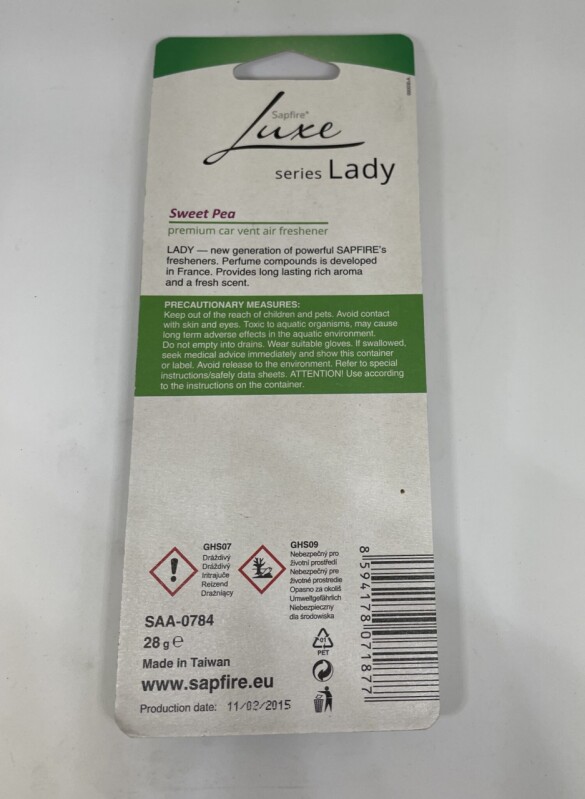 Sapfire®
Luxe
series Lady
Sweet Pea
premium car vent air freshener
LADY — new generation of powerful SAPFIRE's
fresheners. Perfume compounds is developed
in France. Provides long lasting rich aroma
and a fresh scent.
PRECAUTIONARY MEASURES:
Keep out of the reach of children and pets. Avoid contact
with skin and eyes. Toxic to aquatic organisms, may cause
long term adverse effects in the aquatic environment.
Do not empty into drains. Wear suitable gloves. If swallowed,
seek medical advice immediately and show this container
or label. Avoid release to the environment. Refer to special
instructions/safely data sheets. ATTENTION! Use according
to the instructions on the container.
GHS07
Dráždivý
Dráždivý
Iritrajuče
Reizend
Drażniący
GHS09
Nebezpečný pro
životní prostředí
Nebezpečný pre
životné prostredie
Opasno za okoliš
Umweltgefährlich
Niebezpieczny
dla środowiska
SAA-0784
28 g ℮
Made in Taiwan
www.sapfire.eu
Production date: 11/02/2015
01
PET
8 594178 071877